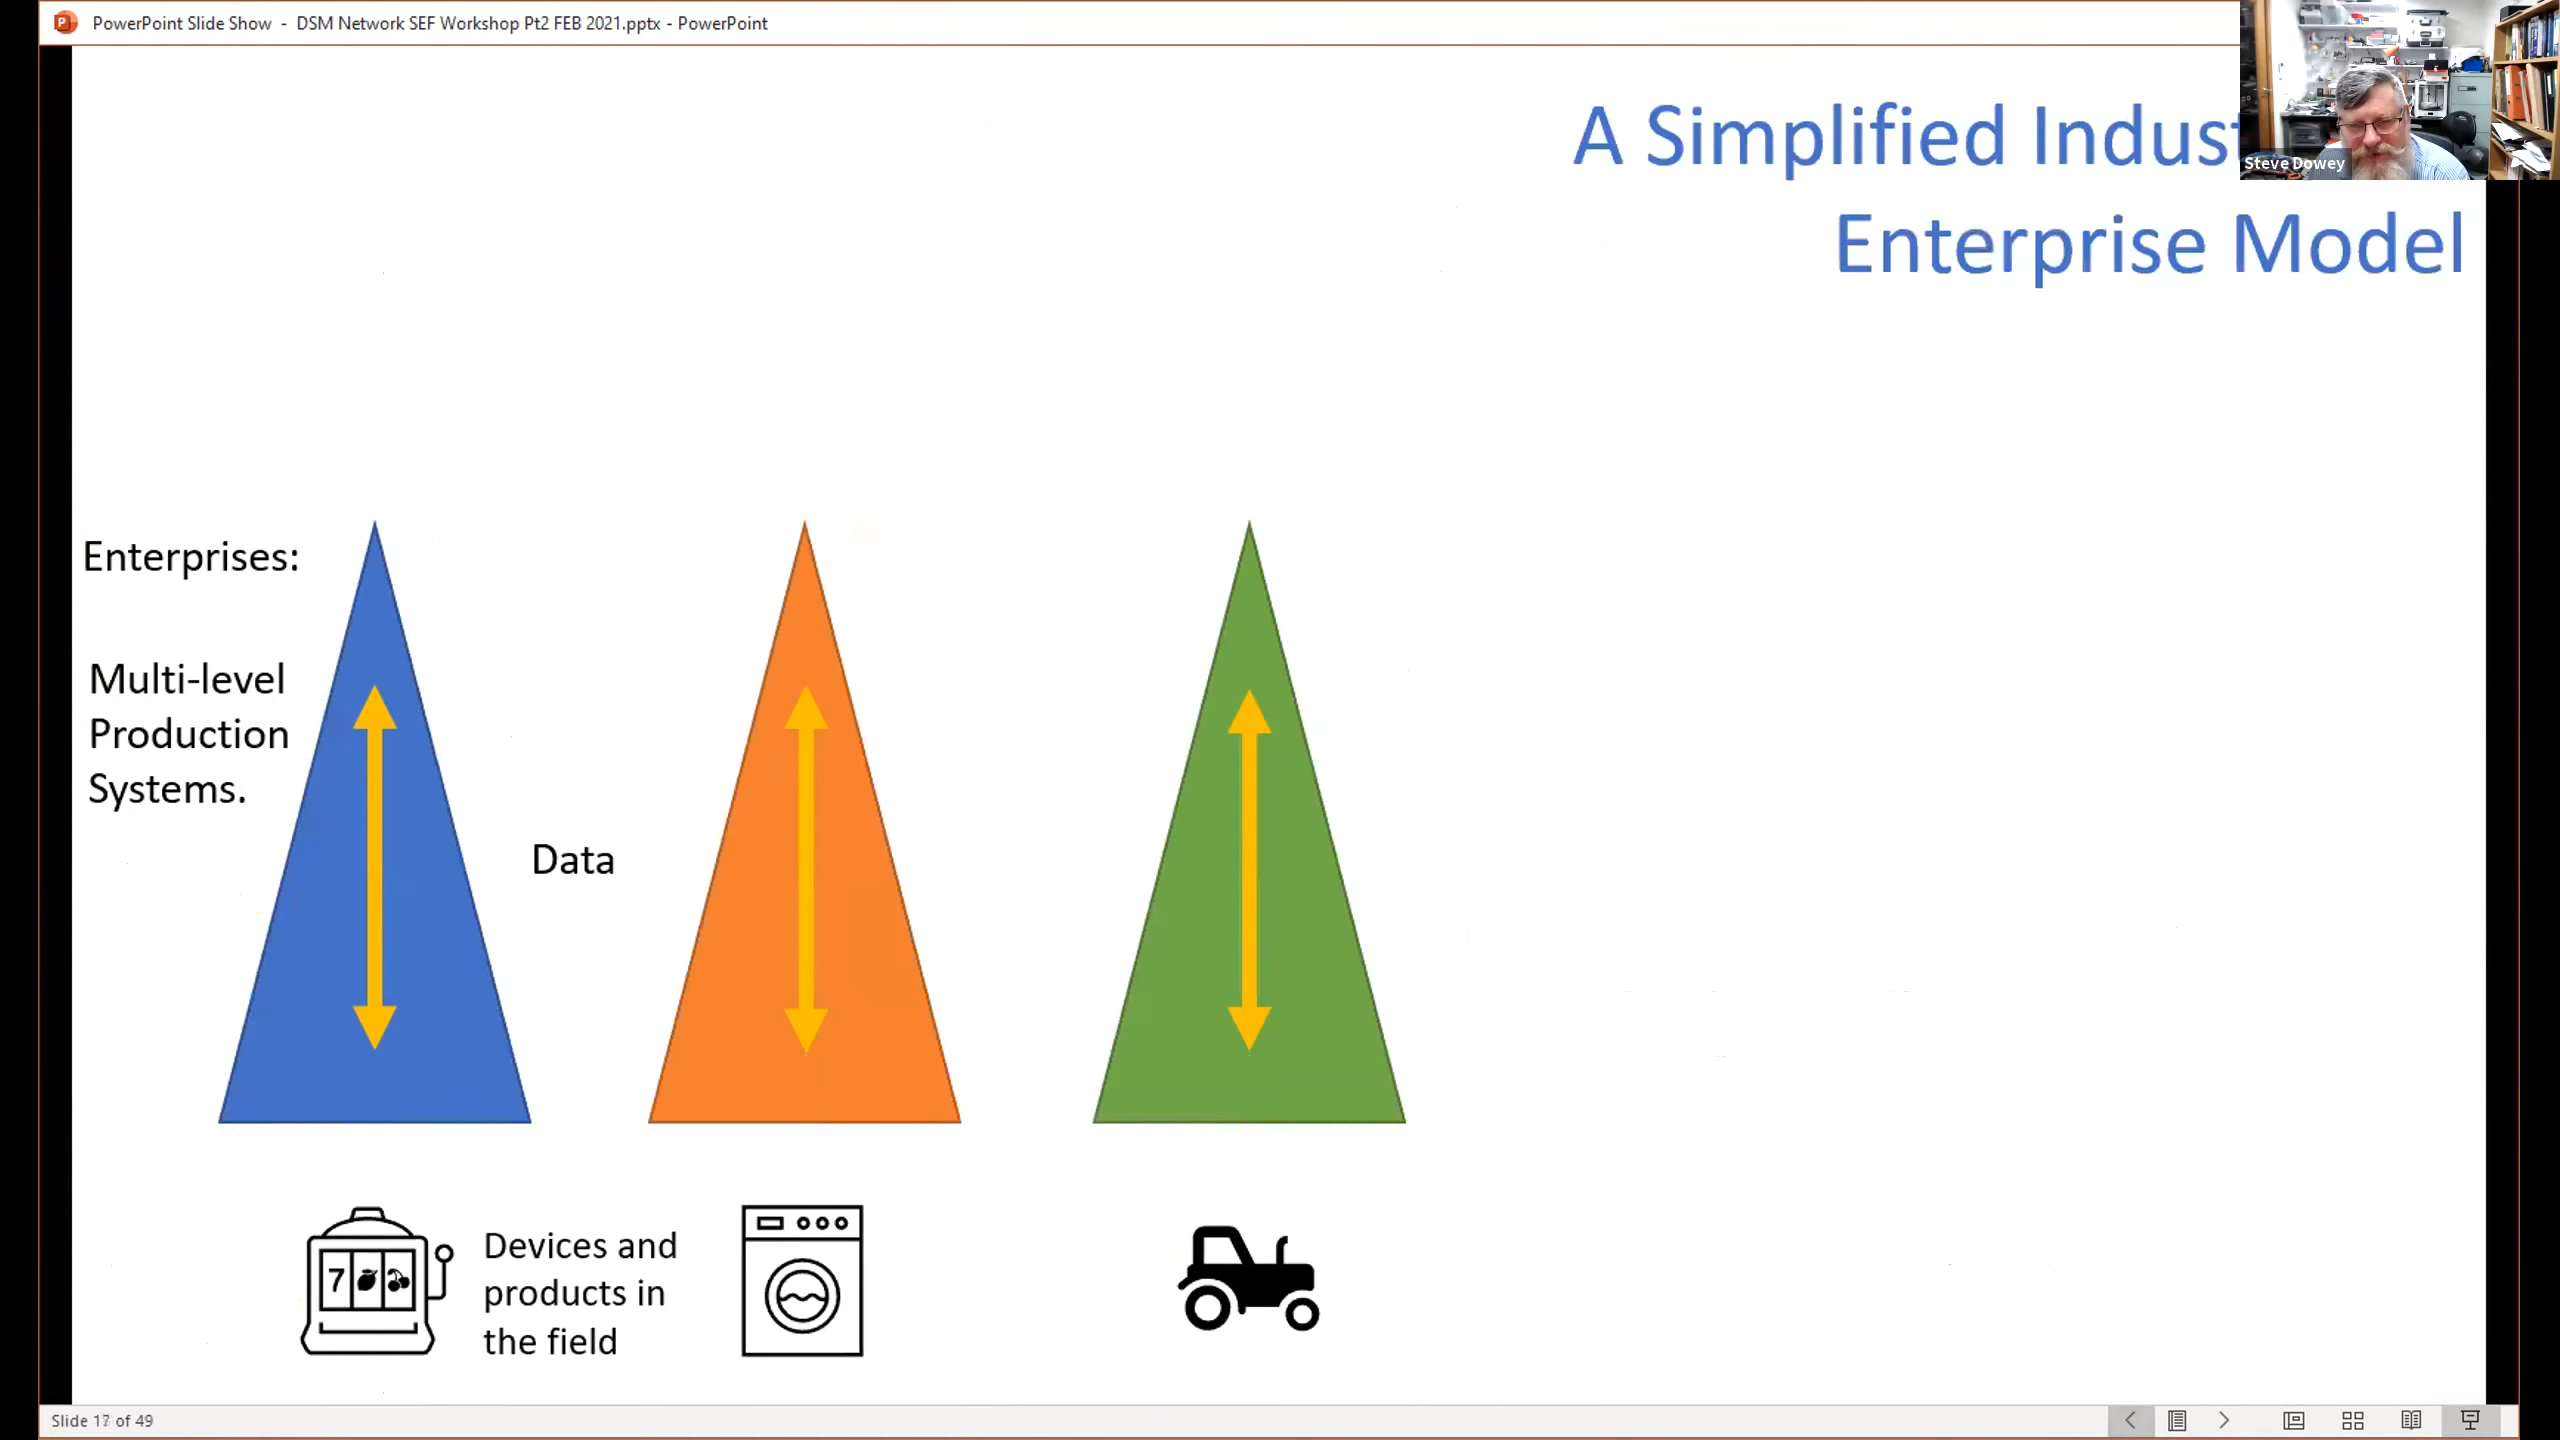 PowerPoint Slide Show - DSM Network SEF Workshop Pt2 FEB 2021.pptx - PowerPoint
A Simplified
Enterprise Model
Steve Dowey
Enterprises:
Multi-level
Production
Systems.
Data
7
Devices and
products in
the field
Slide 17 of 49